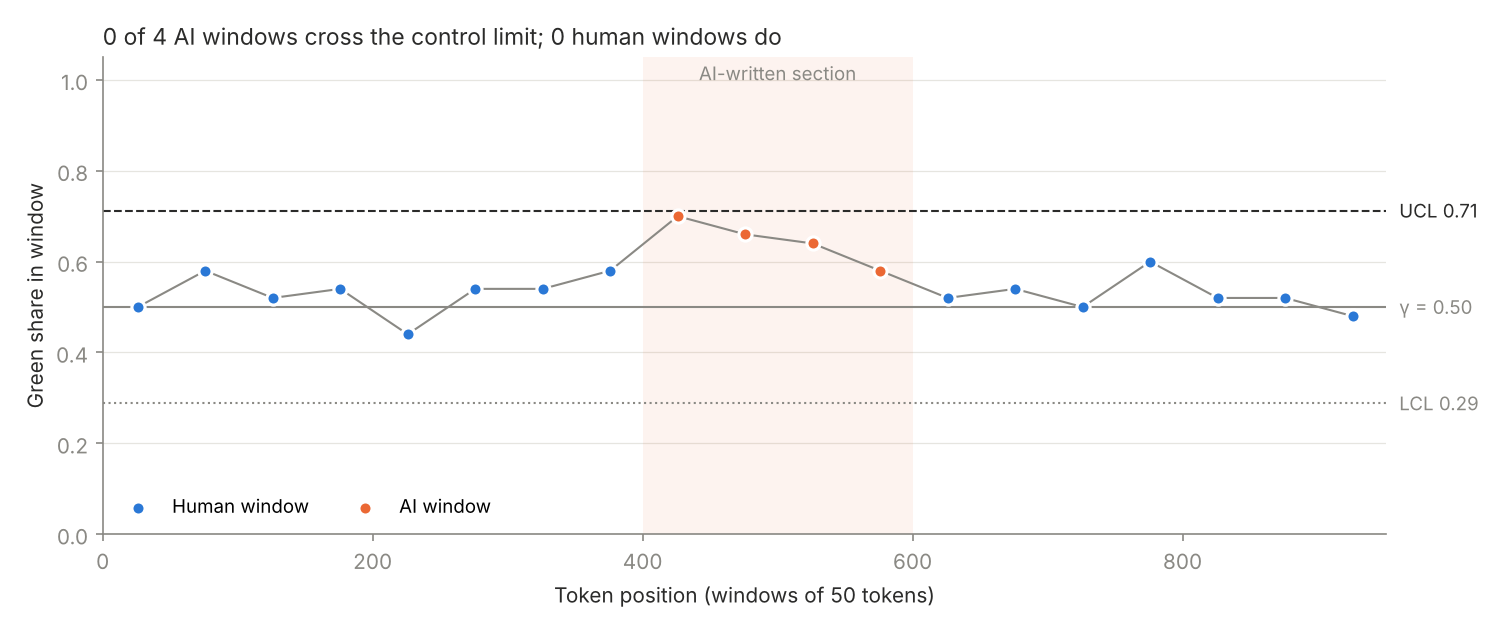 0 of 4 AI windows cross the control limit; 0 human windows do
AI-written section
1.0
0.8
0.6
0.4
0.2
0.0
Green share in window
UCL 0.71
γ = 0.50
LCL 0.29
Human window
AI window
0
200
400
600
800
Token position (windows of 50 tokens)